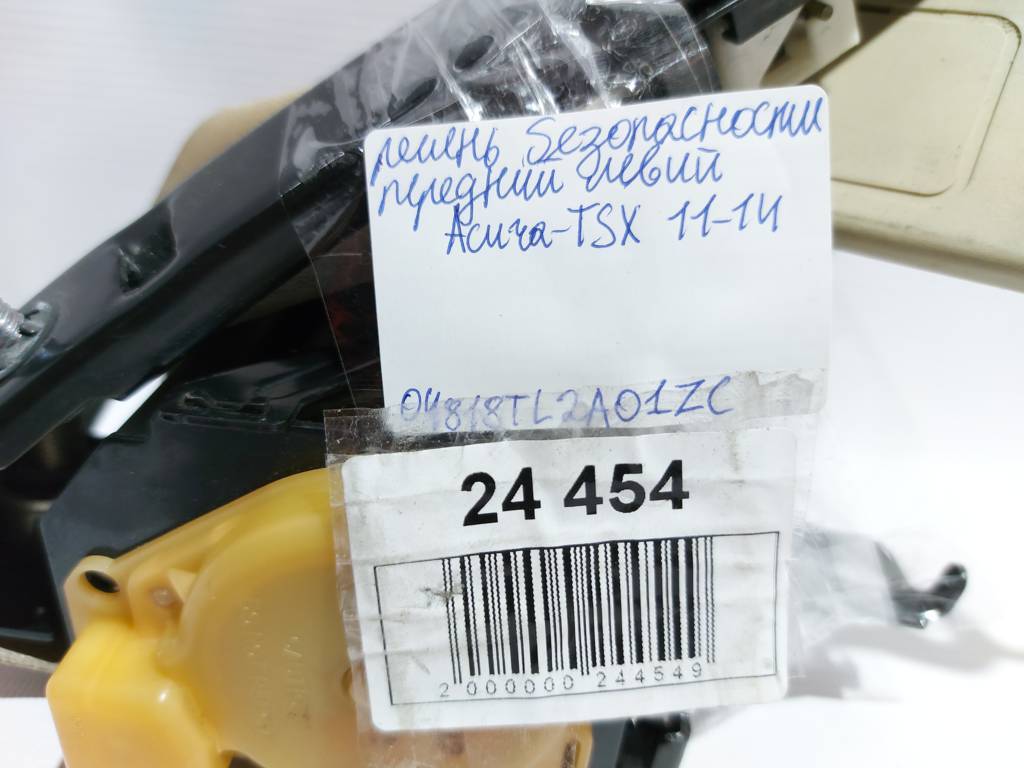 ремень безопасности
передний левый
Acura-TSX 11-14
04818TL2A01ZC
24 454
2 000000 244549